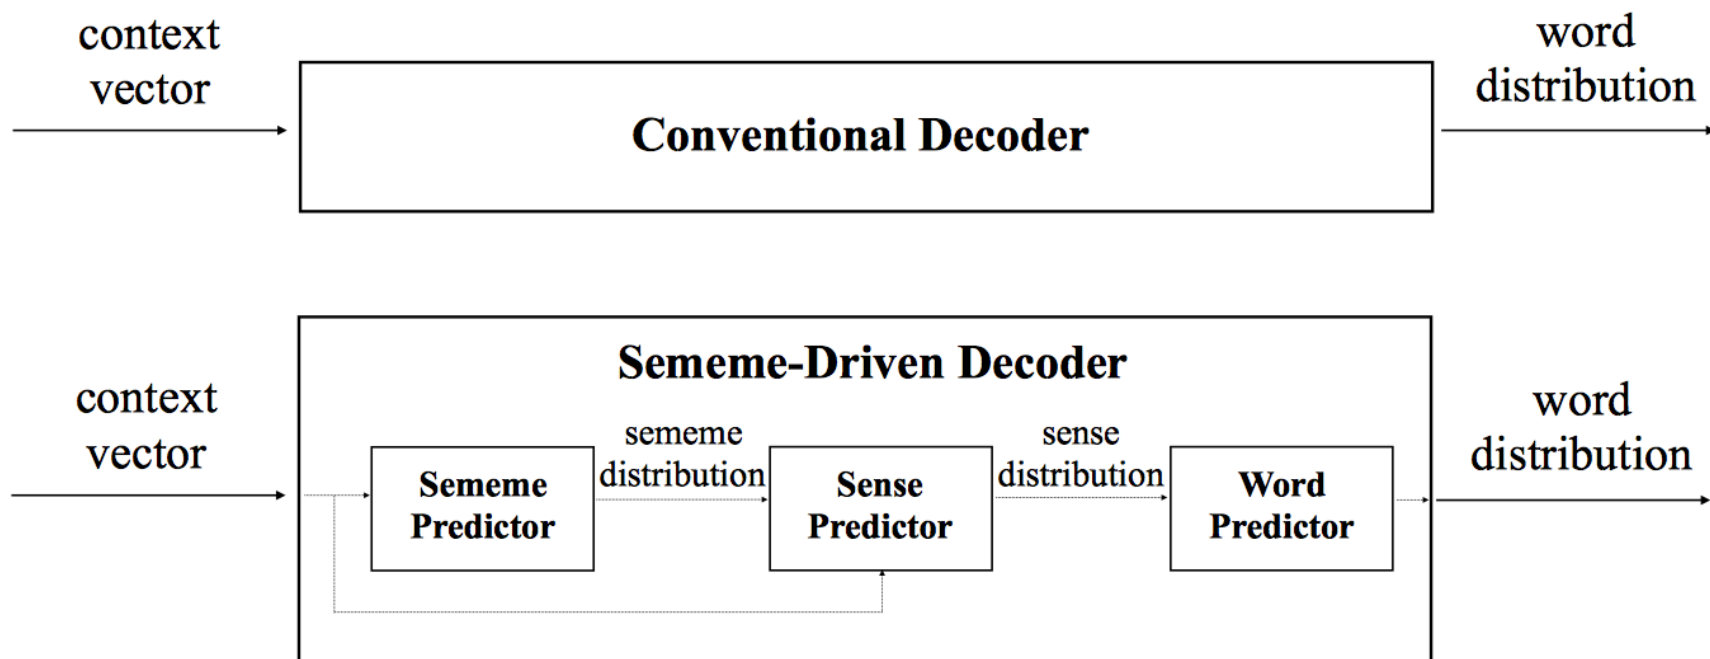 context
vector
Conventional Decoder
word
distribution
context
vector
Sememe-Driven Decoder
Sememe
Predictor
sememe
distribution
Sense
Predictor
sense
distribution
Word
Predictor
word
distribution